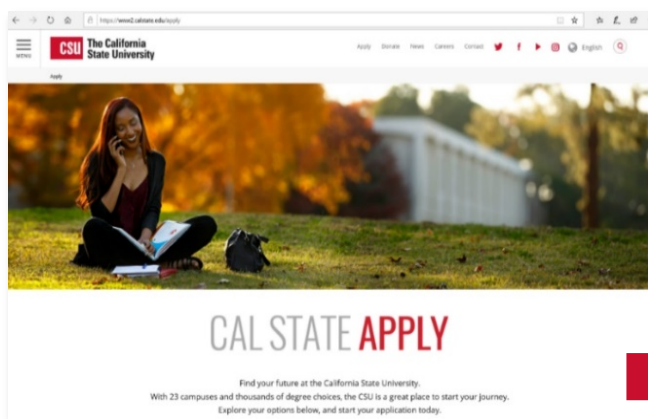 https://www2.calstate.edu/apply
MENU
CSU The California
State University
Apply Donate News Careers Contact English
Apply
CAL STATE APPLY
Find your future at the California State University.
With 23 campuses and thousands of degree choices, the CSU is a great place to start your journey.
Explore your options below, and start your application today.